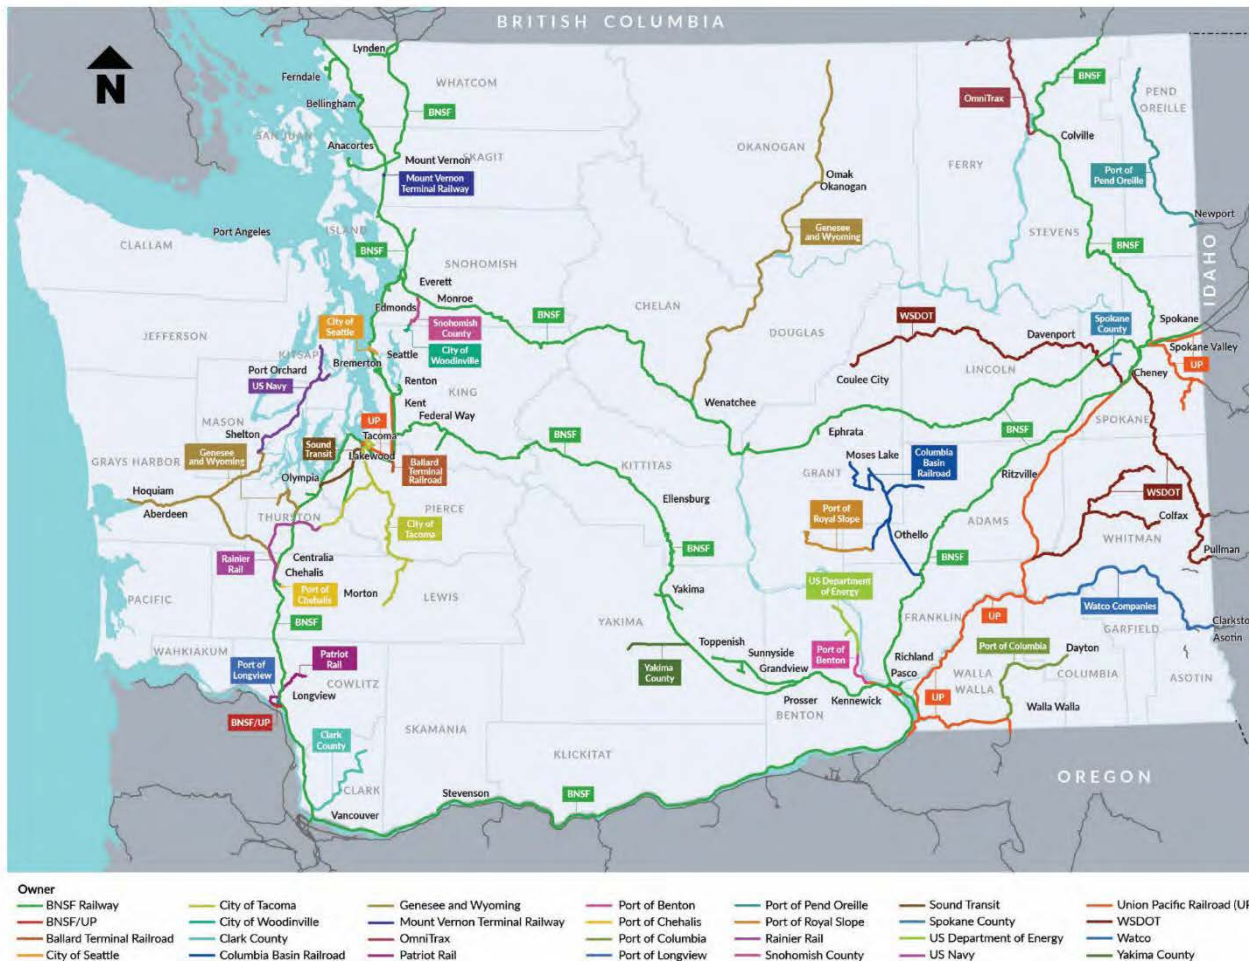 BRITISH COLUMBIA
N
Lynden
Ferndale
WHATCOM
BNSF
Bellingham
SAN JUAN
Anacortes
Mount Vernon
SKAGIT
Mount Vernon
Terminal Railway
OKANOGAN
Omak
Okanogan
Genesee
and Wyoming
OmniTrax
FERRY
BNSF
Colville
PEND
OREILLE
Port of
Pend Oreille
Newport
STEVENS
BNSF
IDAHO
CLALLAM
Port Angeles
ISLAND
BNSF
SNOHOMISH
Everett
Monroe
Edmonds
City of
Seattle
Snohomish
County
City of
Woodinville
BNSF
CHELAN
DOUGLAS
WSDOT
Davenport
Spokane
County
Spokane
Spokane Valley
UP
Cheney
LINCOLN
Coulee City
JEFFERSON
KITSAP
Bremerton
Seattle
Port Orchard
US Navy
Renton
KING
Kent
UP
Federal Way
Wenatchee
Ephrata
BNSF
SPOKANE
MASON
Shelton
Genesee
and Wyoming
Sound
Transit
Tacoma
Lakewood
Ballard
Terminal
Railroad
BNSF
KITTITAS
Moses Lake
Columbia
Basin
Railroad
GRANT
Ritzville
GRAYS HARBOR
Olympia
Hoquiam
Aberdeen
THURSTON
PIERCE
City of
Tacoma
Ellensburg
Port of
Royal Slope
Othello
ADAMS
WSDOT
Colfax
WHITMAN
Pullman
Rainier
Rail
Centralia
Chehalis
Port of
Chehalis
Morton
LEWIS
BNSF
Yakima
BNSF
US Department
of Energy
PACIFIC
BNSF
YAKIMA
FRANKLIN
UP
Watco Companies
GARFIELD
Clarksto
Asotin
WAHKIAKUM
Port of
Longview
Patriot
Rail
COWLITZ
Longview
BNSF/UP
Toppenish
Yakima
County
Sunnyside
Grandview
Port of
Benton
Richland
Pasco
Port of Columbia
Dayton
WALLA
WALLA
COLUMBIA
ASOTIN
Prosser
Kennewick
BENTON
UP
Walla Walla
SKAMANIA
KLICKITAT
Clark
County
CLARK
Vancouver
Stevenson
BNSF
OREGON
Owner
BNSF Railway
BNSF/UP
Ballard Terminal Railroad
City of Seattle
City of Tacoma
City of Woodinville
Clark County
Columbia Basin Railroad
Genesee and Wyoming
Mount Vernon Terminal Railway
OmniTrax
Patriot Rail
Port of Benton
Port of Chehalis
Port of Columbia
Port of Longview
Port of Pend Oreille
Port of Royal Slope
Rainier Rail
Snohomish County
Sound Transit
Spokane County
US Department of Energy
US Navy
Union Pacific Railroad (UP
WSDOT
Watco
Yakima County